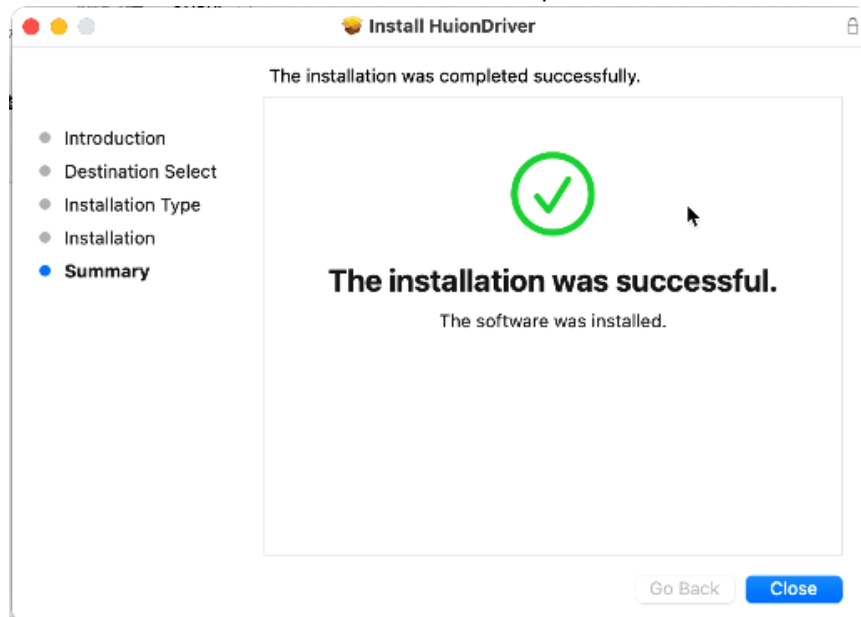 Install HuionDriver
The installation was completed successfully.
Introduction
Destination Select
Installation Type
Installation
Summary
The installation was successful.
The software was installed.
Go Back
Close